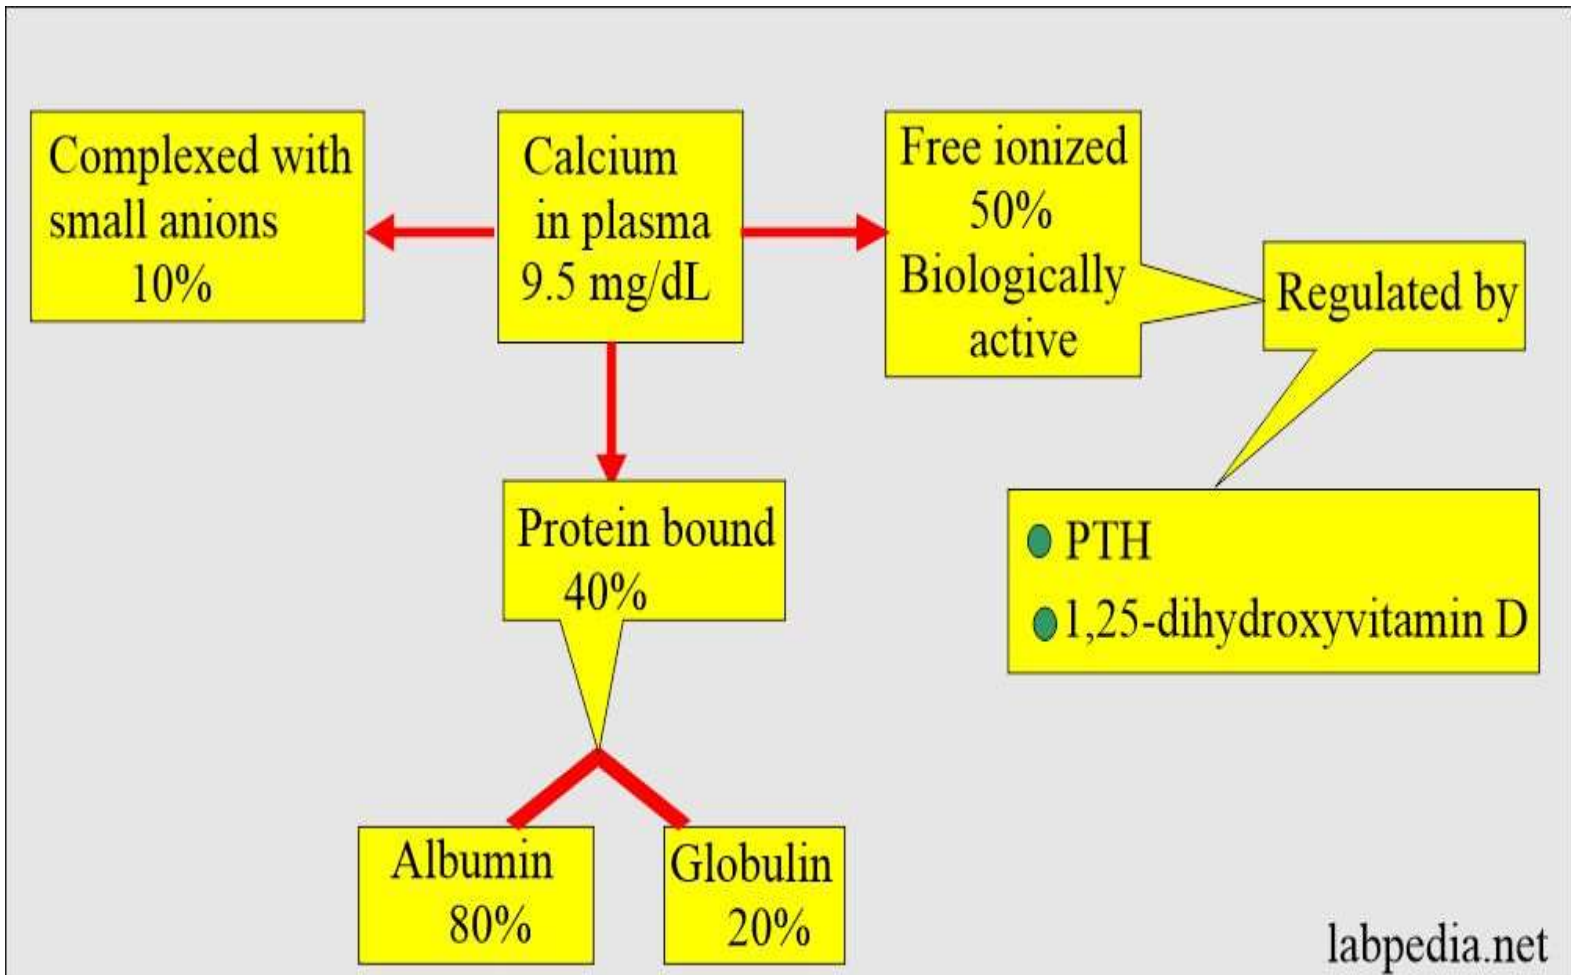 Complexed with
small anions
10%
Calcium
in plasma
9.5 mg/dL
Free ionized
50%
Biologically
active
Regulated by
PTH
1,25-dihydroxyvitamin D
Protein bound
40%
Albumin
80%
Globulin
20%
labpedia.net